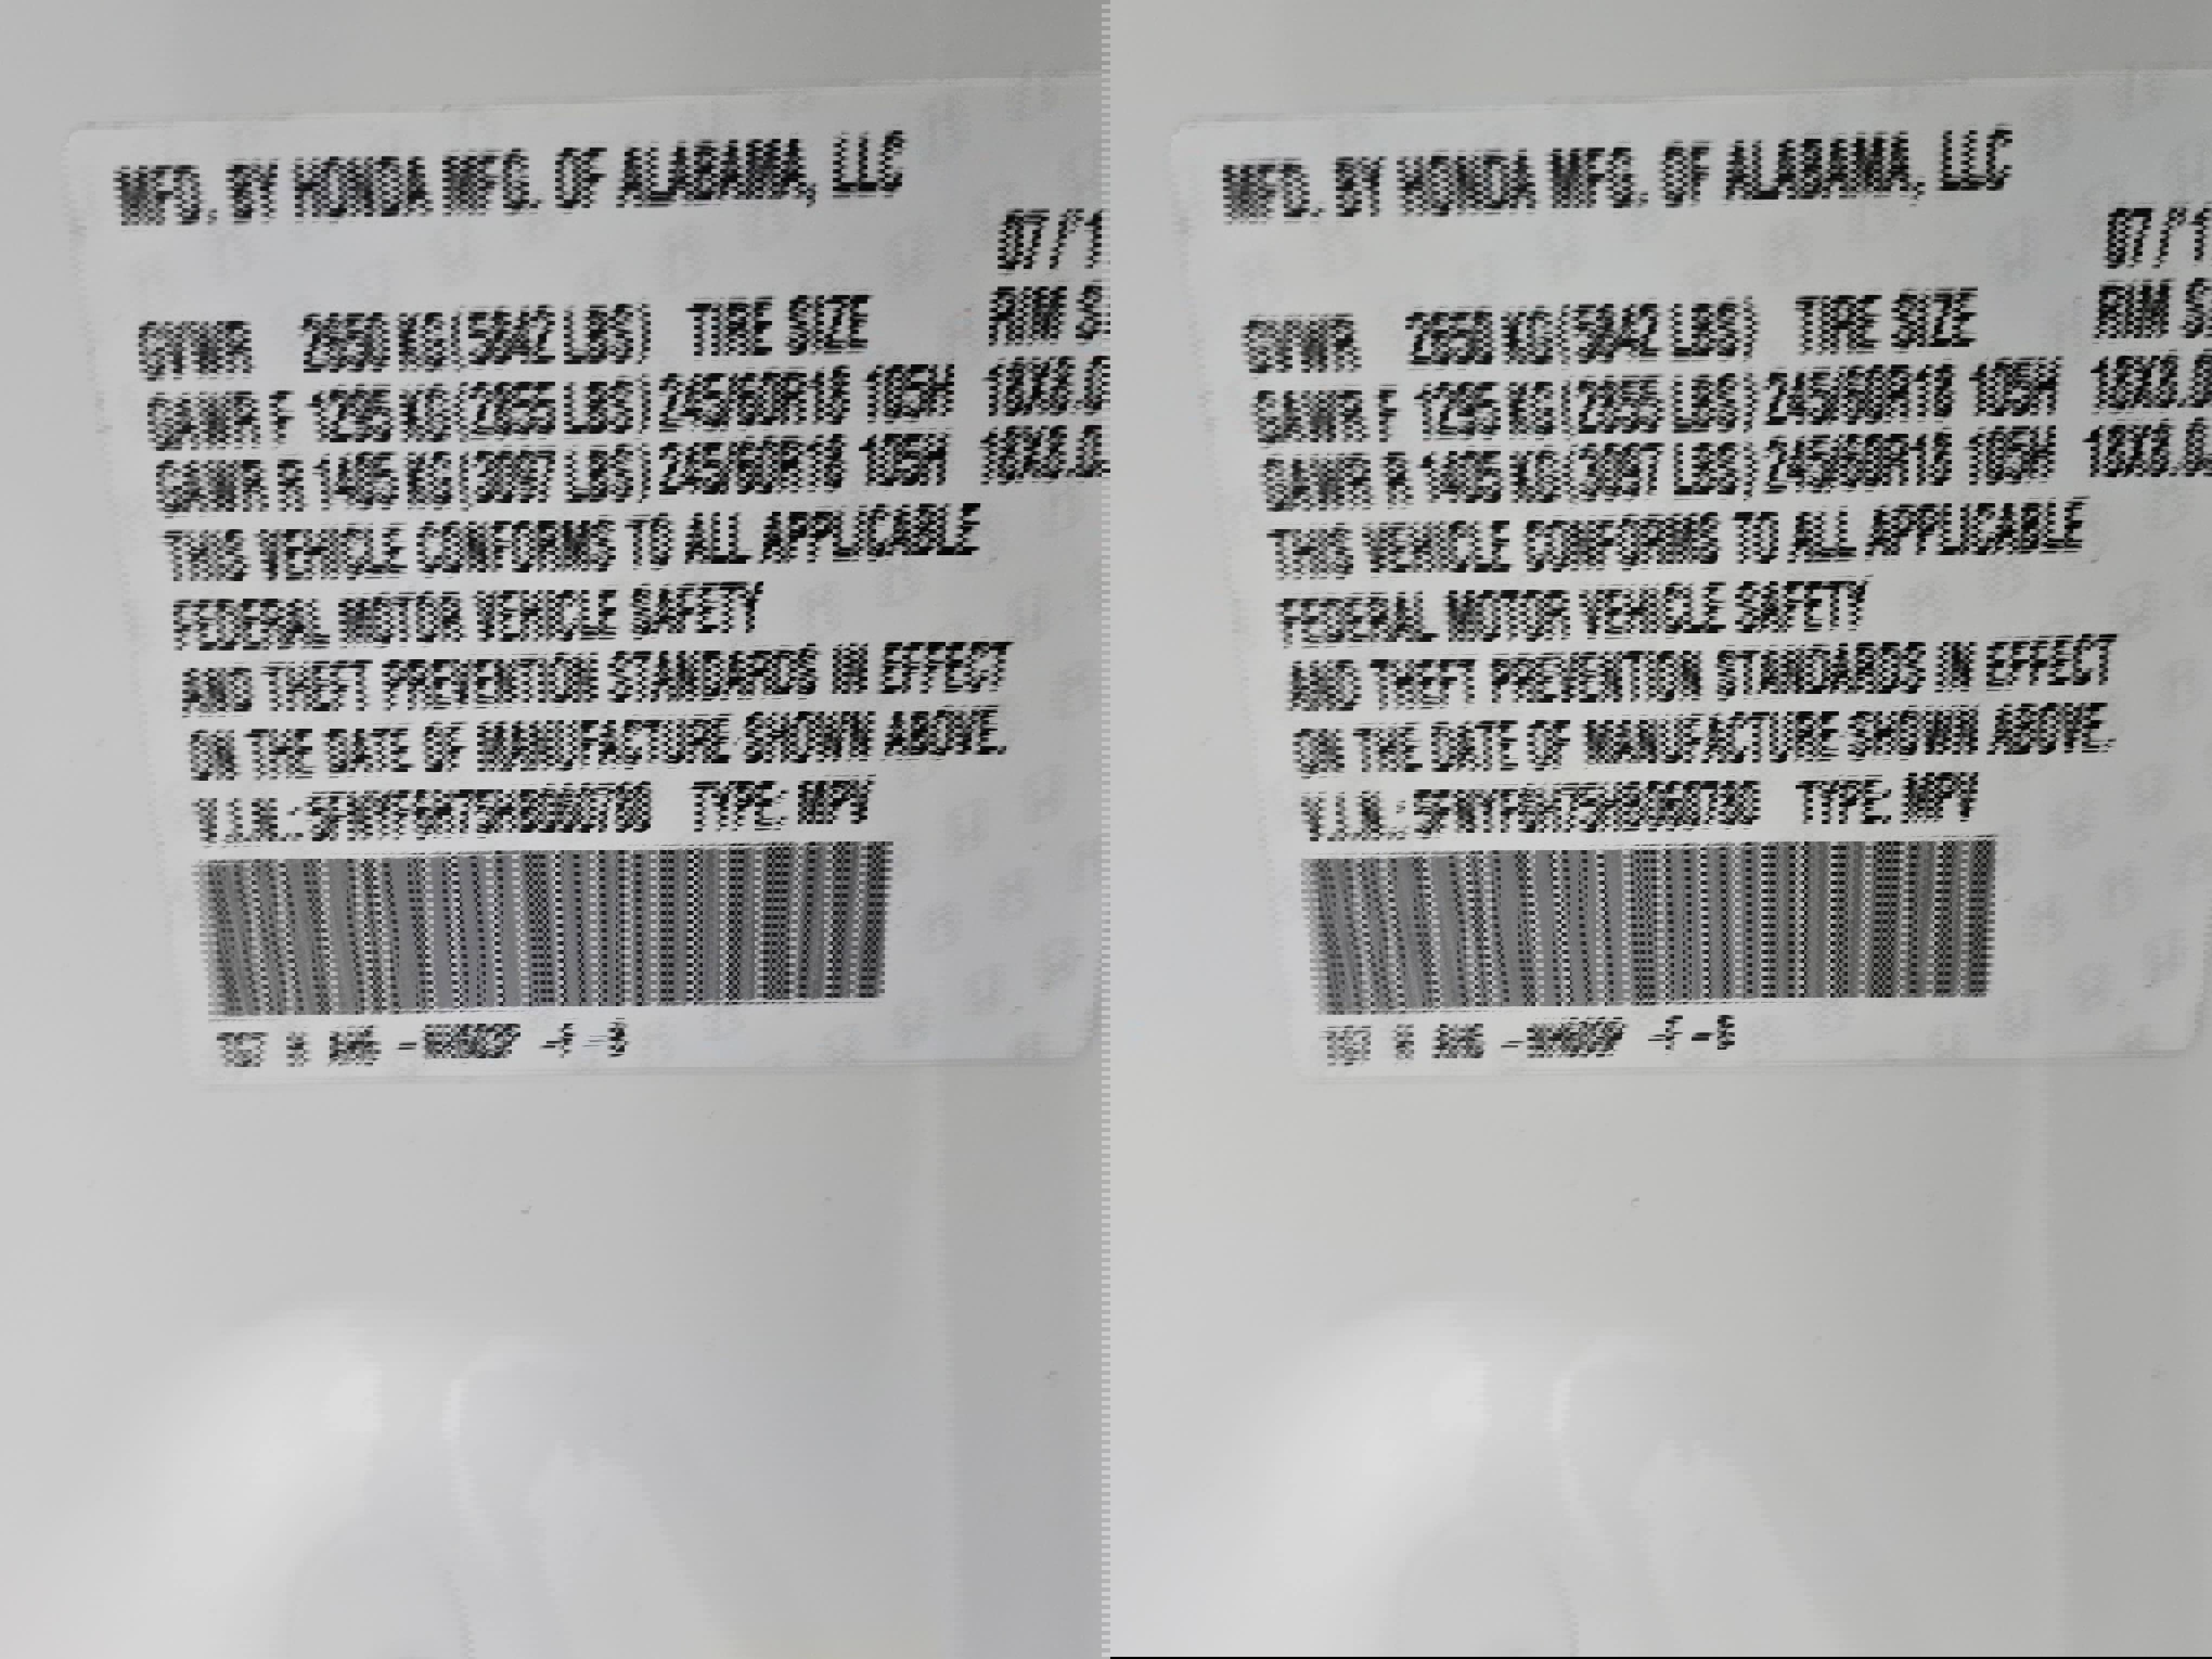 MFD. BY HONDA MFG. OF ALABAMA, LLC
07/'1
GVWR 2650 KG (5842 LBS) TIRE SIZE RIM S
GAWR F 1295 KG (2855 LBS) 245/60R18 105H 18X8.0
GAWR R 1405 KG (3097 LBS) 245/60R18 105H 18X8.0
THIS VEHICLE CONFORMS TO ALL APPLICABLE
FEDERAL MOTOR VEHICLE SAFETY
AND THEFT PREVENTION STANDARDS IN EFFECT
ON THE DATE OF MANUFACTURE SHOWN ABOVE.
V.I.N.: TYPE: MPV
MFD. BY HONDA MFG. OF ALABAMA, LLC
07/'1
GVWR 2650 KG (5842 LBS) TIRE SIZE RIM S
GAWR F 1295 KG (2855 LBS) 245/60R18 105H 18X8.0
GAWR R 1405 KG (3097 LBS) 245/60R18 105H 18X8.0
THIS VEHICLE CONFORMS TO ALL APPLICABLE
FEDERAL MOTOR VEHICLE SAFETY
AND THEFT PREVENTION STANDARDS IN EFFECT
ON THE DATE OF MANUFACTURE SHOWN ABOVE.
V.I.N.: TYPE: MPV